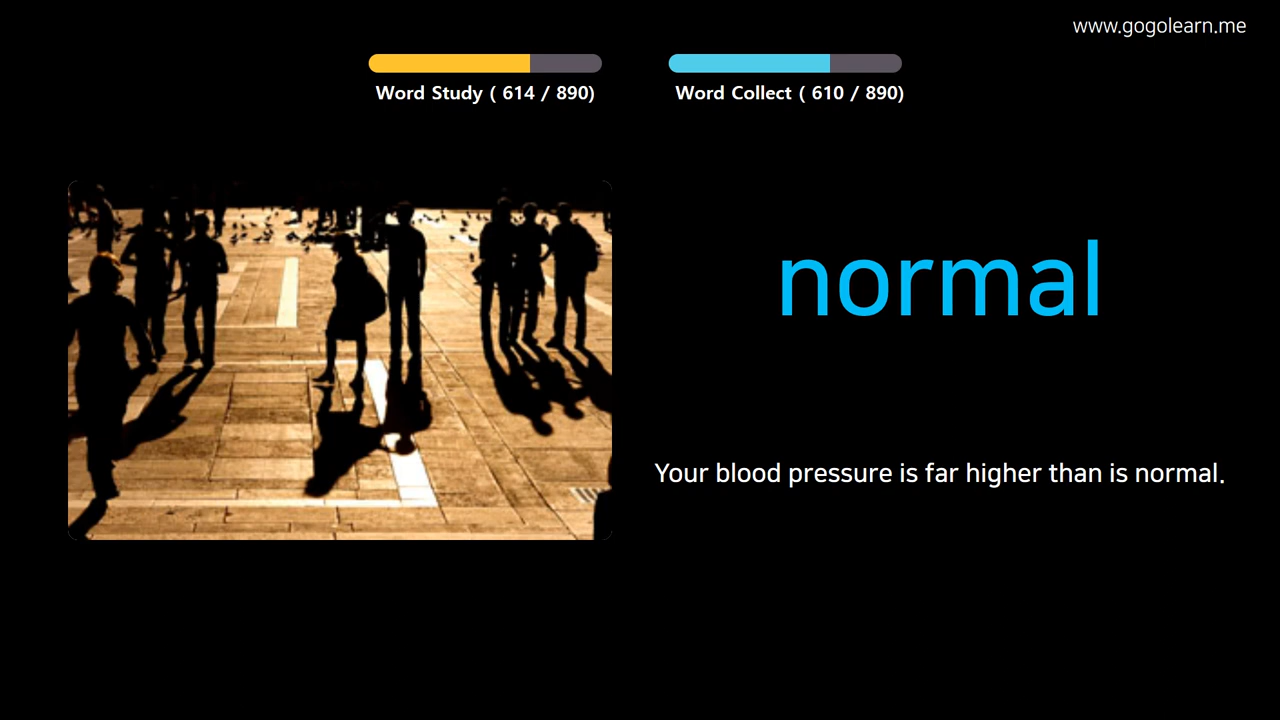 www.gogolearn.me
Word Study ( 614 / 890)
Word Collect ( 610 / 890)
normal
Your blood pressure is far higher than is normal.